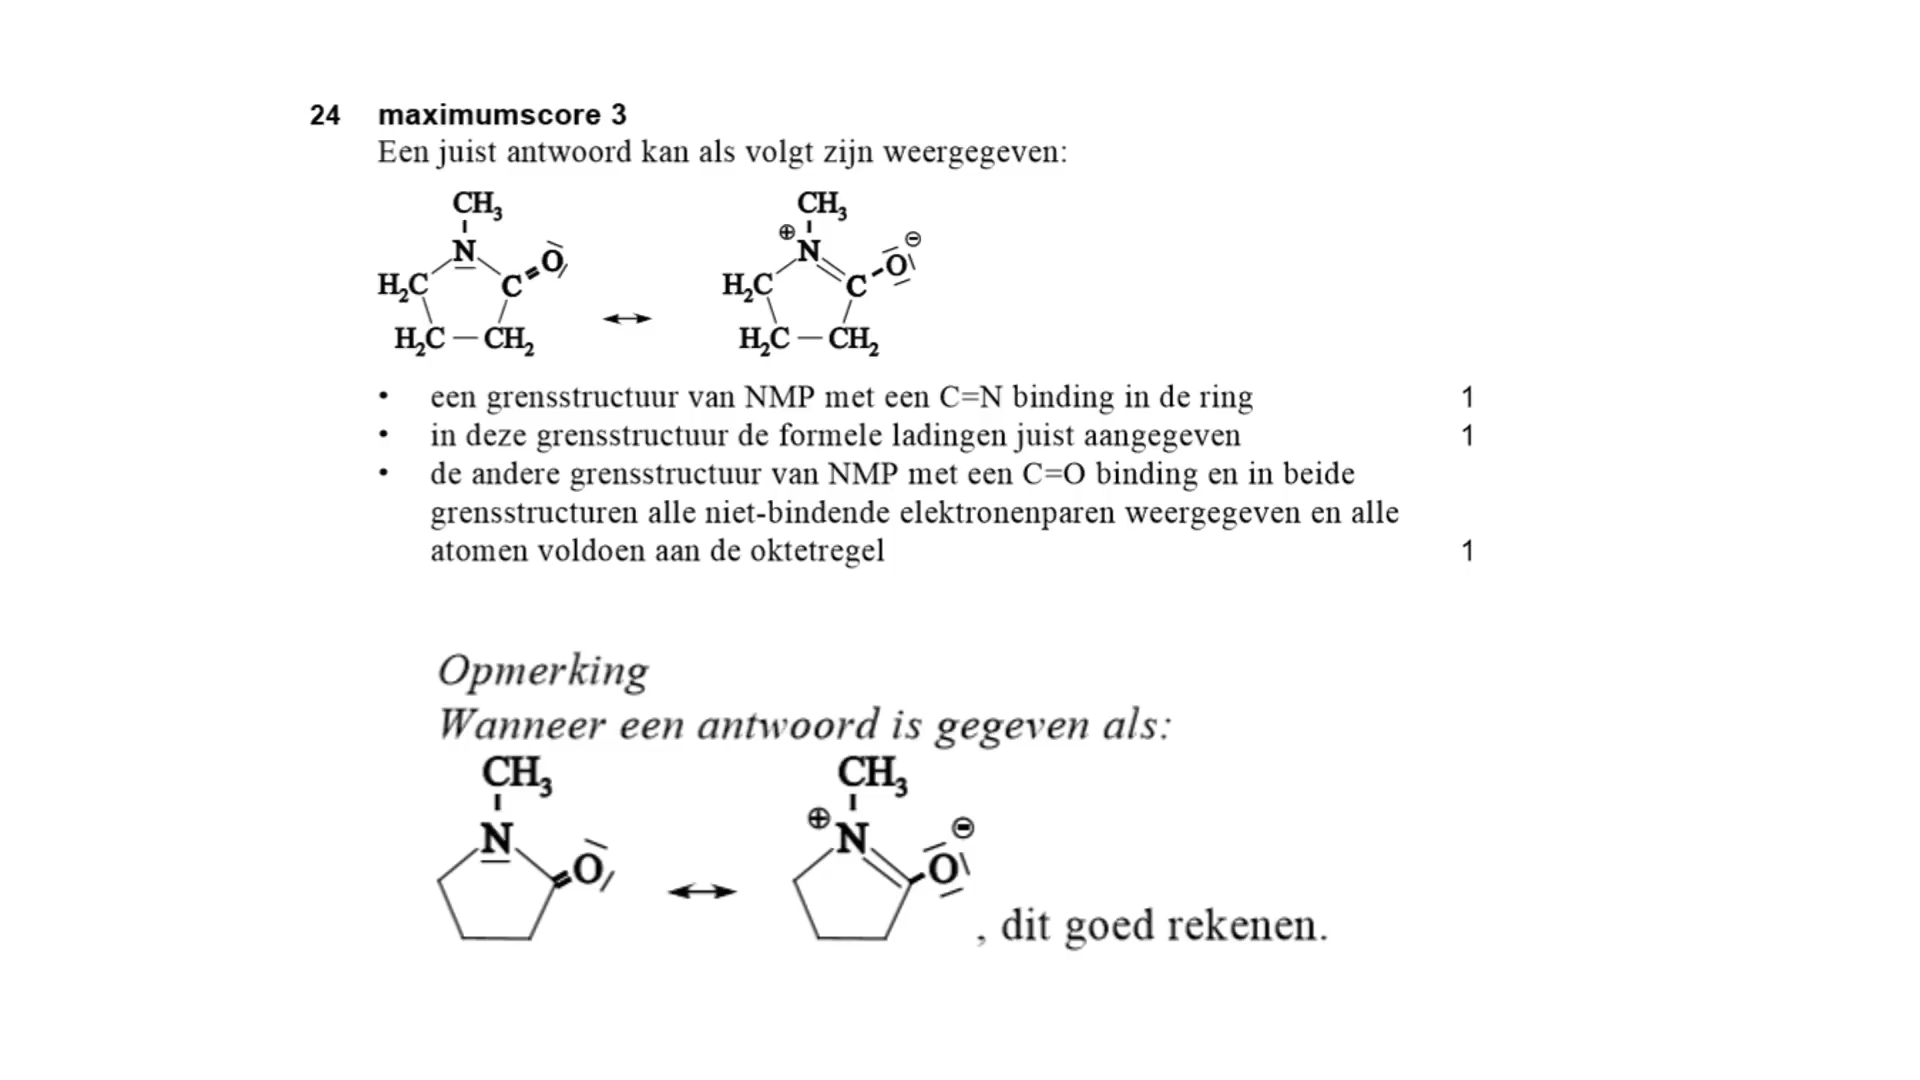 24 maximumscore 3
Een juist antwoord kan als volgt zijn weergegeven:
CH3 CH3
⊕ ⊖
N O N O
H2C C H2C C
↔
H2C – CH2 H2C – CH2
• een grensstructuur van NMP met een C=N binding in de ring 1
• in deze grensstructuur de formele ladingen juist aangegeven 1
• de andere grensstructuur van NMP met een C=O binding en in beide
grensstructuren alle niet-bindende elektronenparen weergegeven en alle
atomen voldoen aan de oktetregel 1
Opmerking
Wanneer een antwoord is gegeven als:
CH3 CH3
⊕ ⊖
N O N O
↔
, dit goed rekenen.